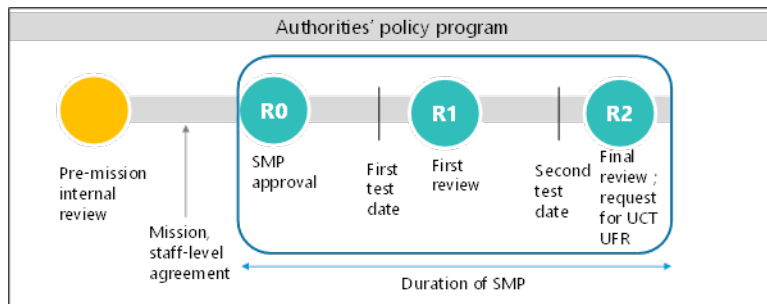 Authorities' policy program
R0
R1
R2
Pre-mission
internal
review
Mission,
staff-level
agreement
SMP
approval
First
test
date
First
review
Second
test
date
Final
review ;
request
for UCT
UFR
Duration of SMP